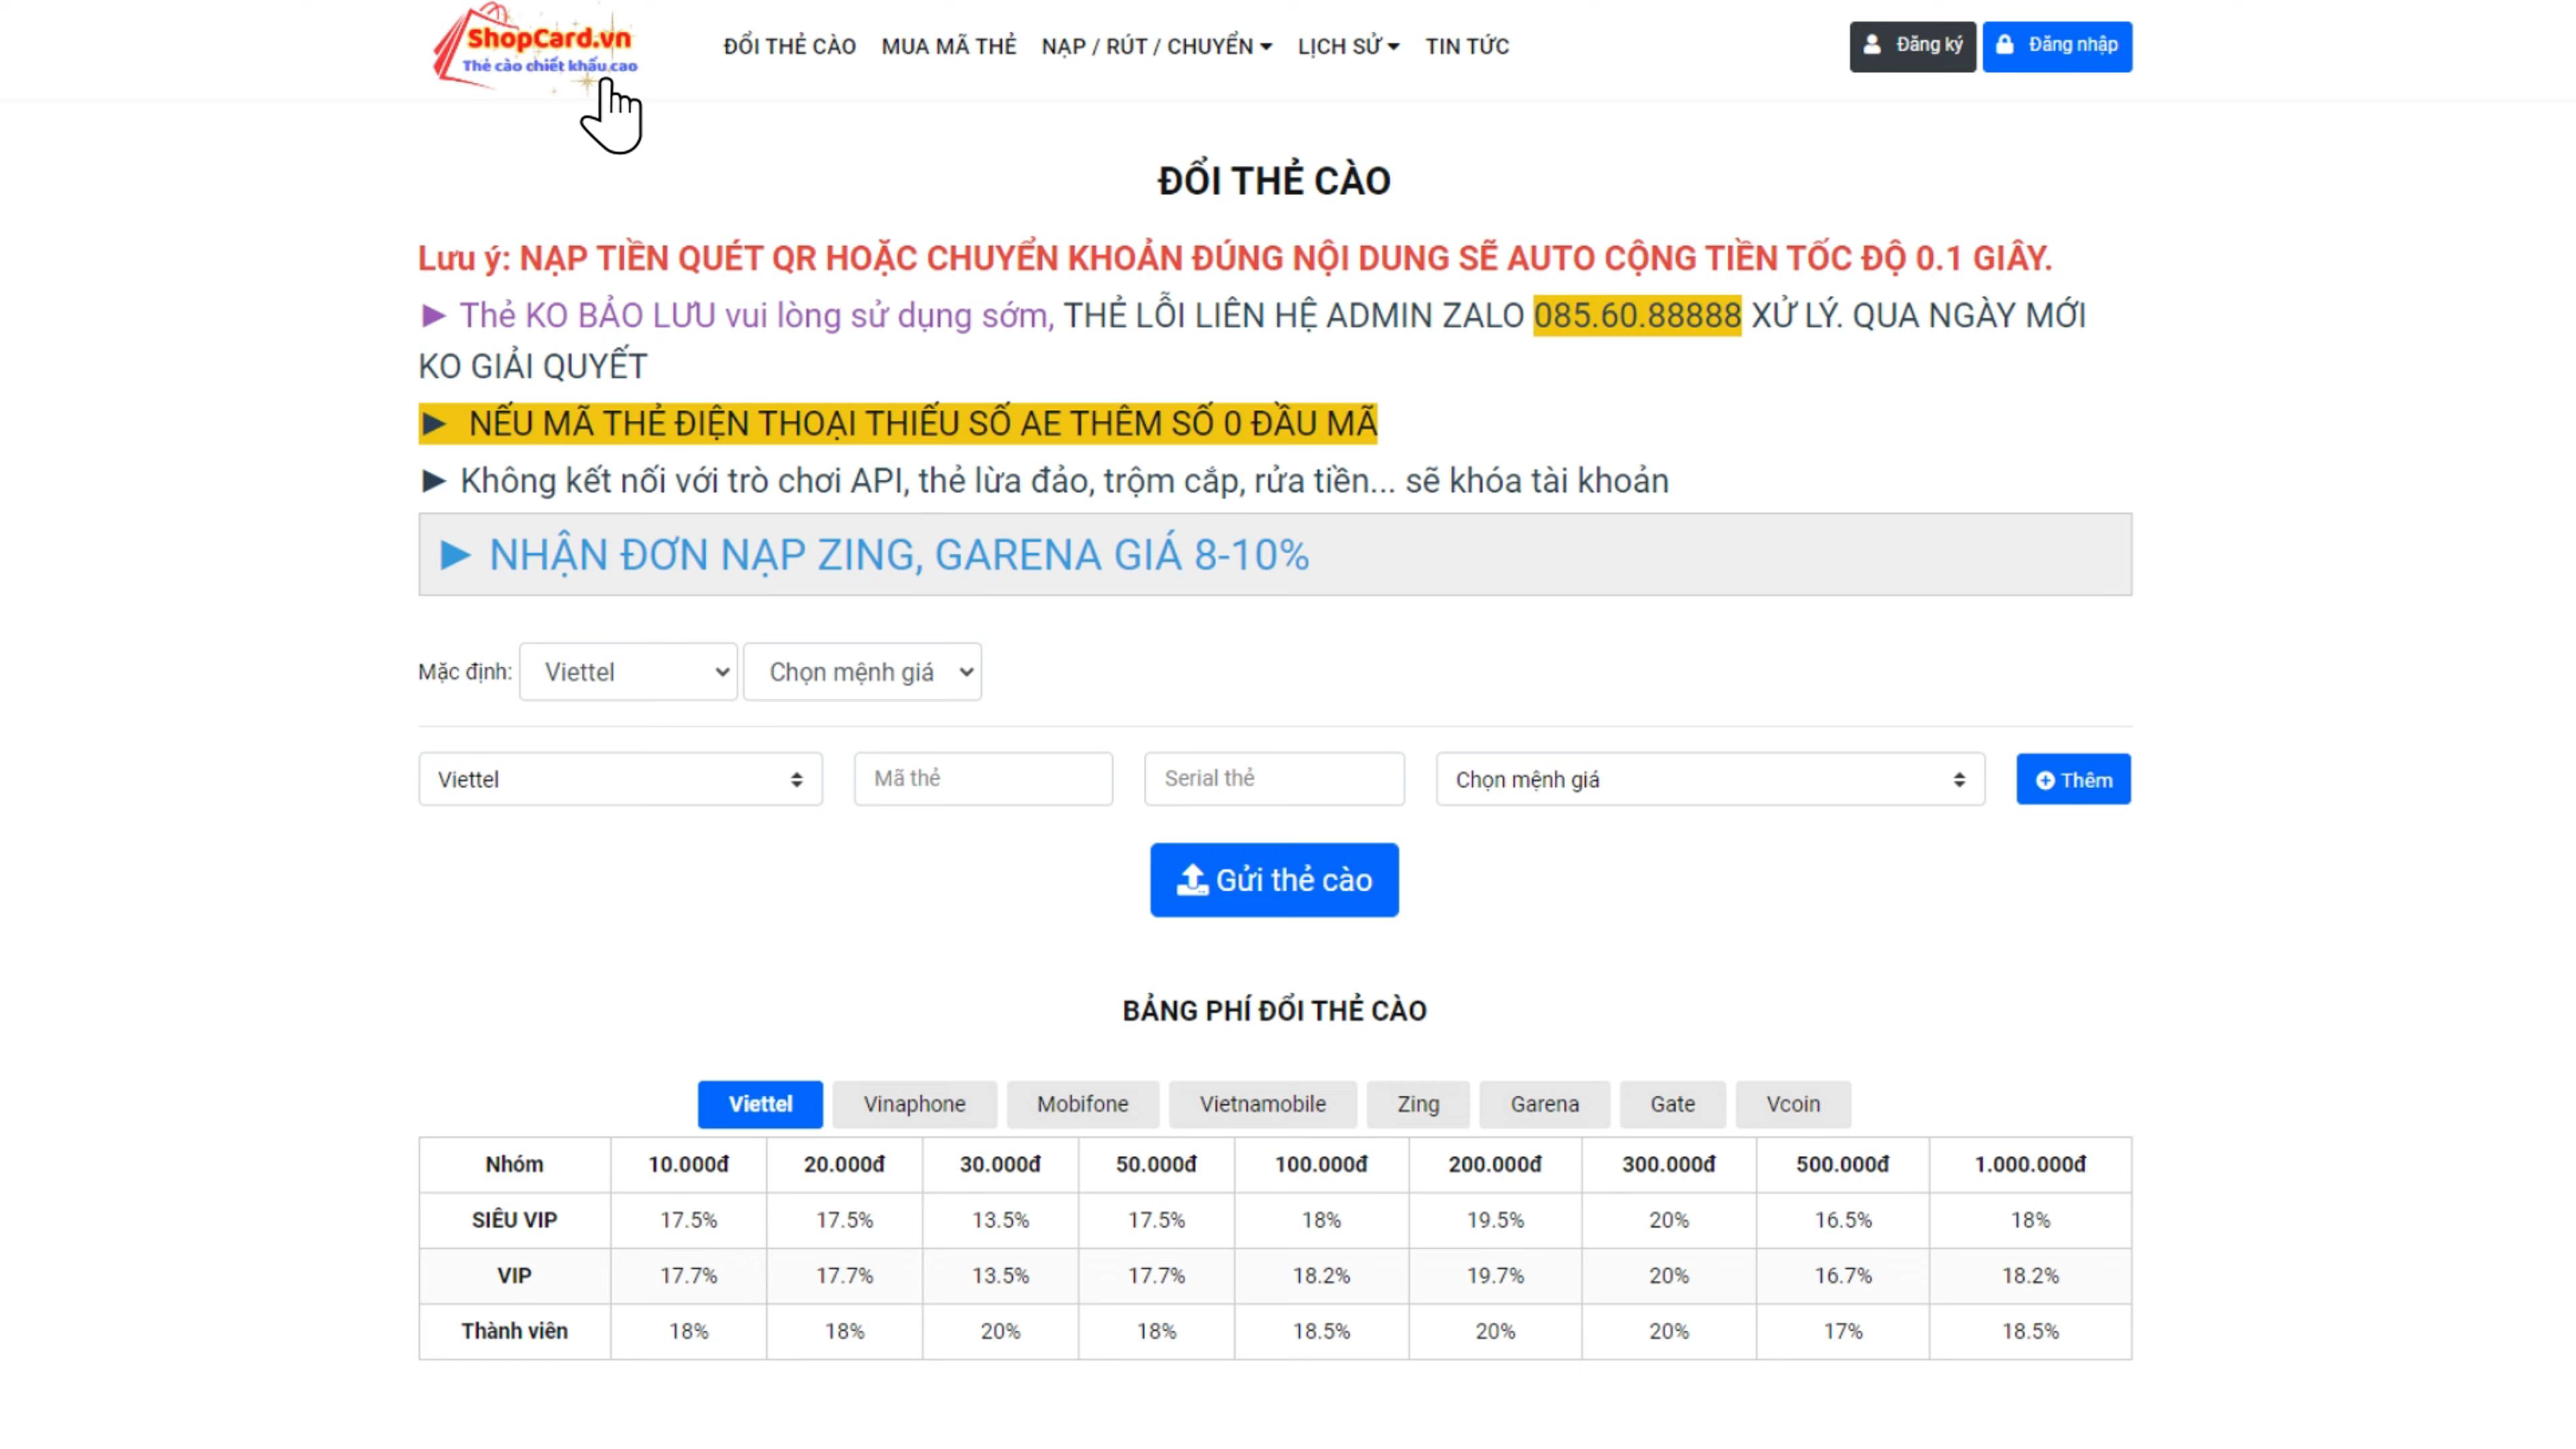 ShopCard.vn
Thẻ cào chiết khấu cao
ĐỔI THẺ CÀO MUA MÃ THẺ NẠP / RÚT / CHUYỂN LỊCH SỬ TIN TỨC
Đăng ký Đăng nhập
ĐỔI THẺ CÀO
Lưu ý: NẠP TIỀN QUÉT QR HOẶC CHUYỂN KHOẢN ĐÚNG NỘI DUNG SẼ AUTO CỘNG TIỀN TỐC ĐỘ 0.1 GIÂY.
► Thẻ KO BẢO LƯU vui lòng sử dụng sớm, THẺ LỖI LIÊN HỆ ADMIN ZALO 085.60.88888 XỬ LÝ. QUA NGÀY MỚI
KO GIẢI QUYẾT
► NẾU MÃ THẺ ĐIỆN THOẠI THIẾU SỐ AE THÊM SỐ 0 ĐẦU MÃ
► Không kết nối với trò chơi API, thẻ lừa đảo, trộm cắp, rửa tiền... sẽ khóa tài khoản
► NHẬN ĐƠN NẠP ZING, GARENA GIÁ 8-10%
Mặc định: Viettel Chọn mệnh giá
Viettel Mã thẻ Serial thẻ Chọn mệnh giá Thêm
Gửi thẻ cào
BẢNG PHÍ ĐỔI THẺ CÀO
Viettel Vinaphone Mobifone Vietnamobile Zing Garena Gate Vcoin
Nhóm 10.000đ 20.000đ 30.000đ 50.000đ 100.000đ 200.000đ 300.000đ 500.000đ 1.000.000đ
SIÊU VIP 17.5% 17.5% 13.5% 17.5% 18% 19.5% 20% 16.5% 18%
VIP 17.7% 17.7% 13.5% 17.7% 18.2% 19.7% 20% 16.7% 18.2%
Thành viên 18% 18% 20% 18% 18.5% 20% 20% 17% 18.5%